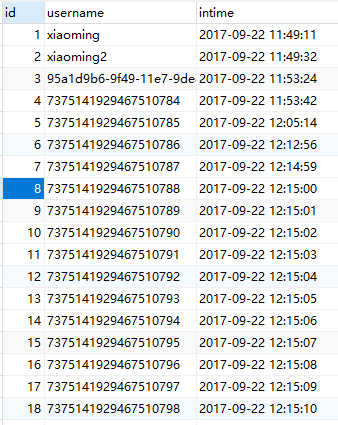 id username intime
1 xiaoming 2017-09-22 11:49:11
2 xiaoming2 2017-09-22 11:49:32
3 95a1d9b6-9f49-11e7-9de 2017-09-22 11:53:24
4 7375141929467510784 2017-09-22 11:53:42
5 7375141929467510785 2017-09-22 12:05:14
6 7375141929467510786 2017-09-22 12:12:56
7 7375141929467510787 2017-09-22 12:14:59
8 7375141929467510788 2017-09-22 12:15:00
9 7375141929467510789 2017-09-22 12:15:01
10 7375141929467510790 2017-09-22 12:15:02
11 7375141929467510791 2017-09-22 12:15:03
12 7375141929467510792 2017-09-22 12:15:04
13 7375141929467510793 2017-09-22 12:15:05
14 7375141929467510794 2017-09-22 12:15:06
15 7375141929467510795 2017-09-22 12:15:07
16 7375141929467510796 2017-09-22 12:15:08
17 7375141929467510797 2017-09-22 12:15:09
18 7375141929467510798 2017-09-22 12:15:10